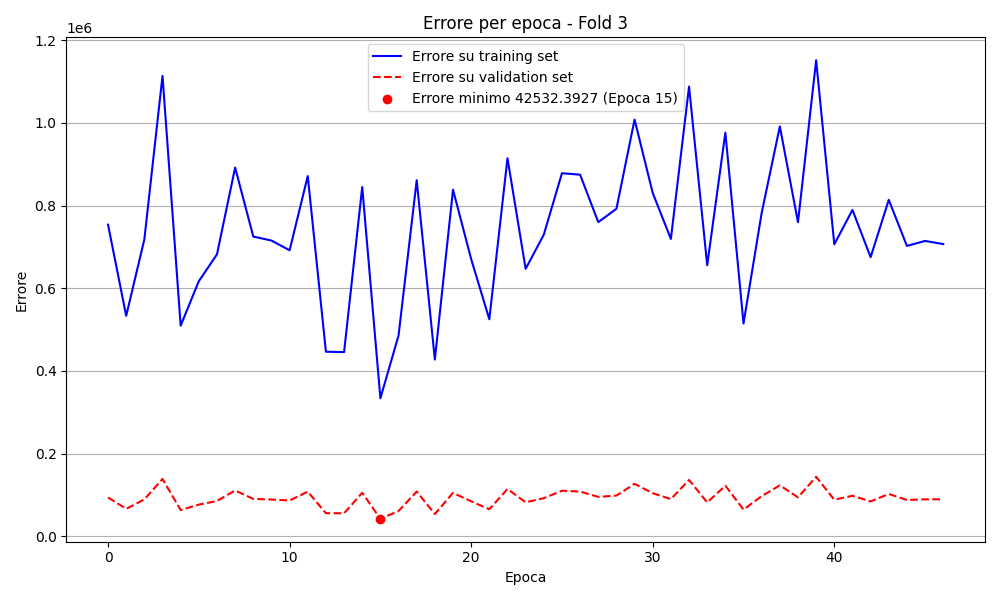 Errore per epoca - Fold 3
1e6
Errore su training set
Errore su validation set
Errore minimo 42532.3927 (Epoca 15)
1.2
1.0
0.8
0.6
0.4
0.2
0.0
Errore
0 10 20 30 40
Epoca